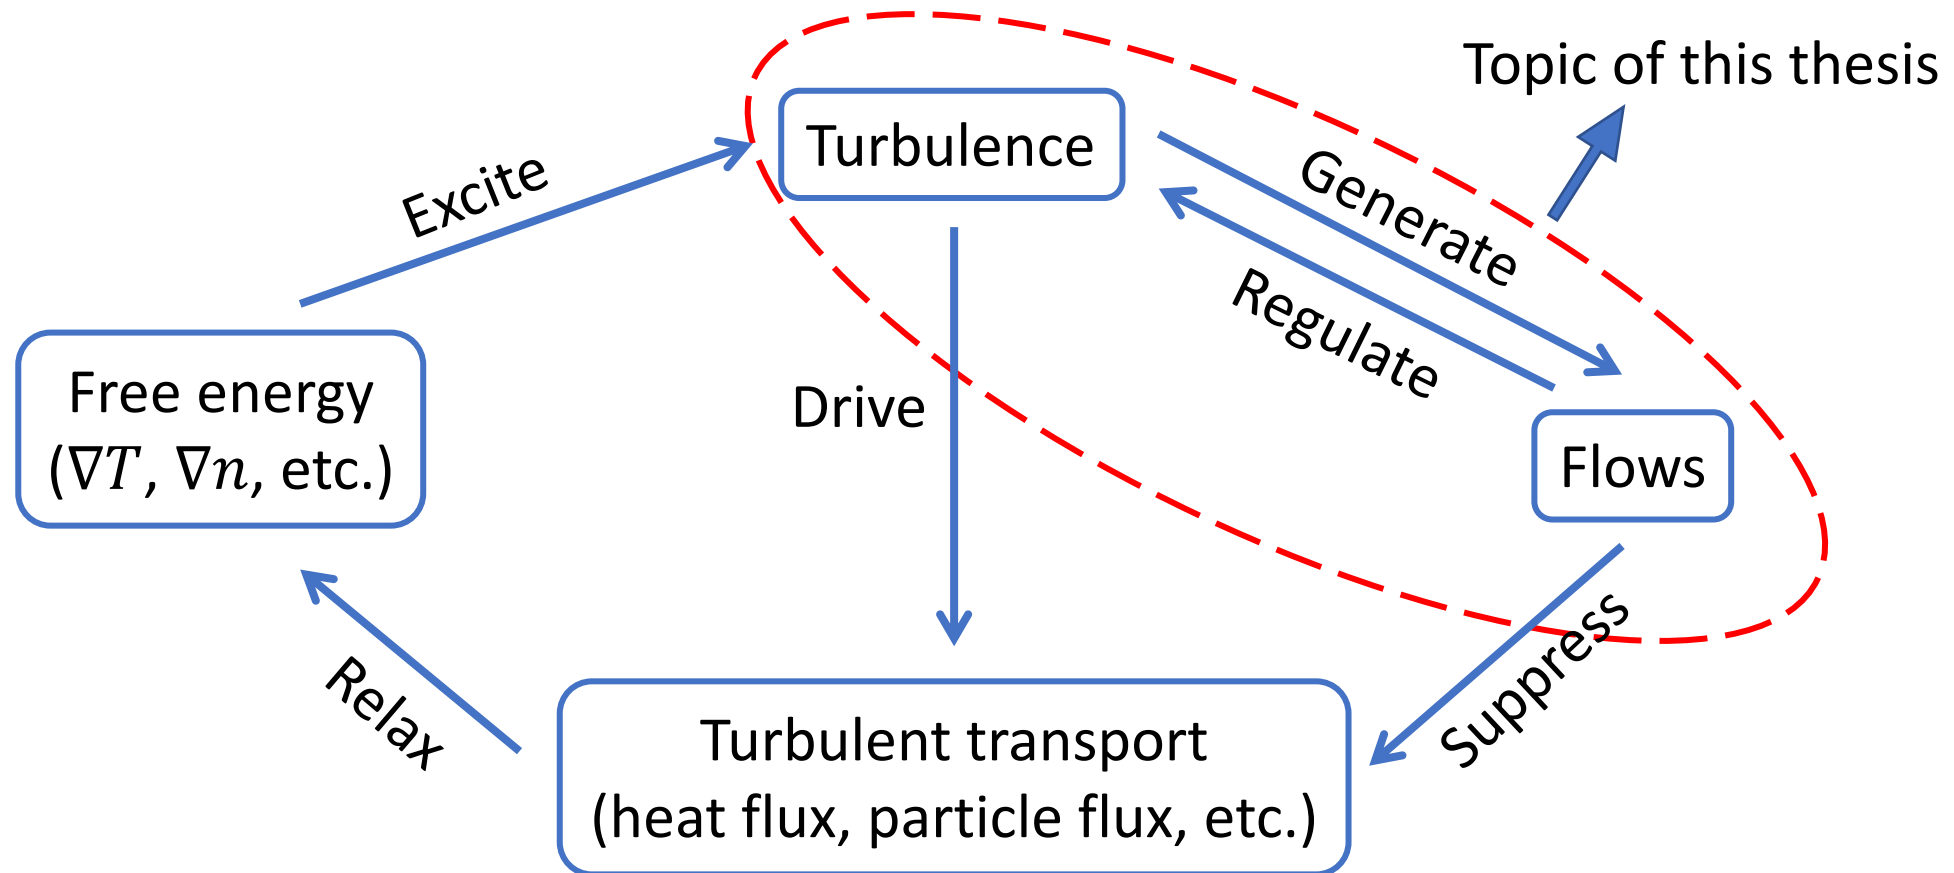 Topic of this thesis
Turbulence
Excite
Generate
Regulate
Free energy
(∇T, ∇n, etc.)
Drive
Flows
Relax
Suppress
Turbulent transport
(heat flux, particle flux, etc.)